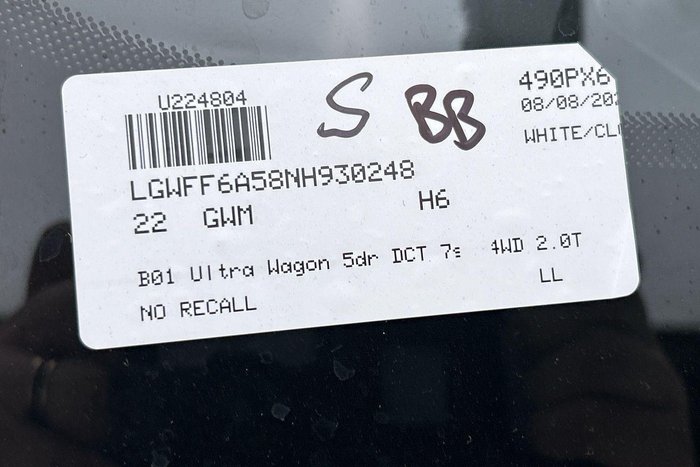 U224804
S BB
490PX6
08/08/202
WHITE/CLO
LGWFF6A58NH930248
22 GWM H6
B01 Ultra Wagon 5dr DCT 7s 4WD 2.0T
LL
NO RECALL